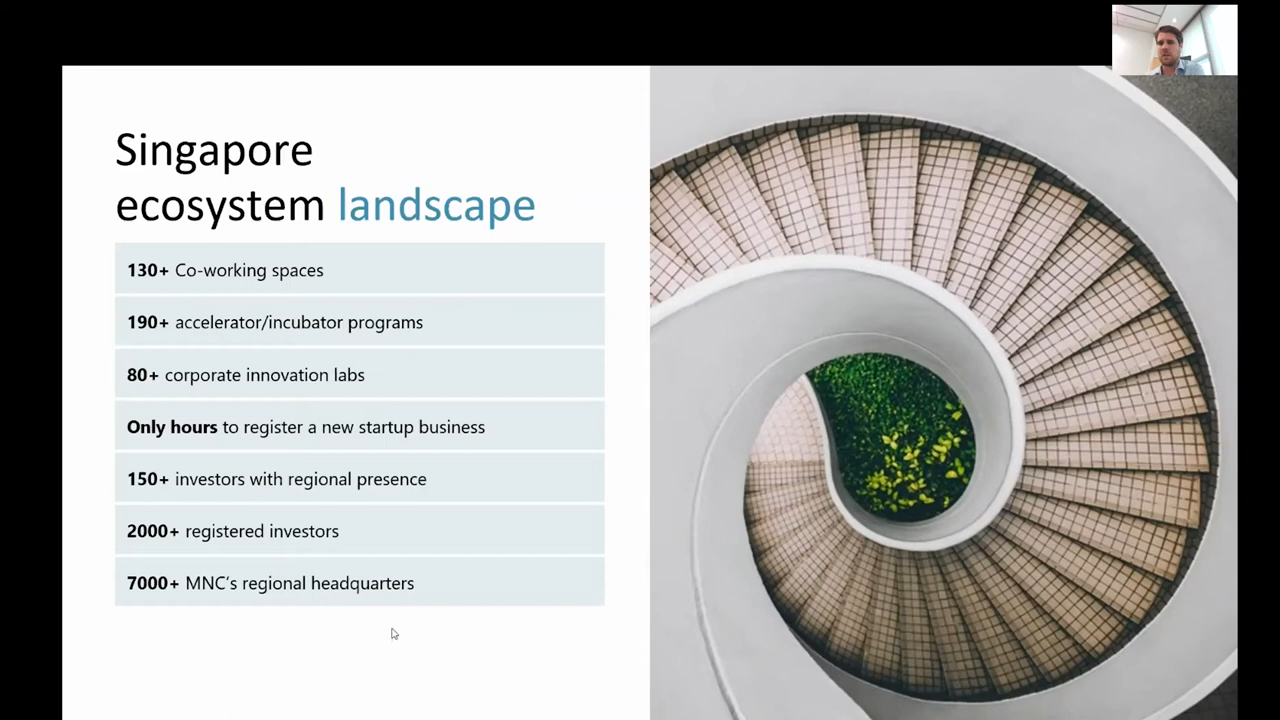 Singapore
ecosystem landscape
130+ Co-working spaces
190+ accelerator/incubator programs
80+ corporate innovation labs
Only hours to register a new startup business
150+ investors with regional presence
2000+ registered investors
7000+ MNC‘s regional headquarters